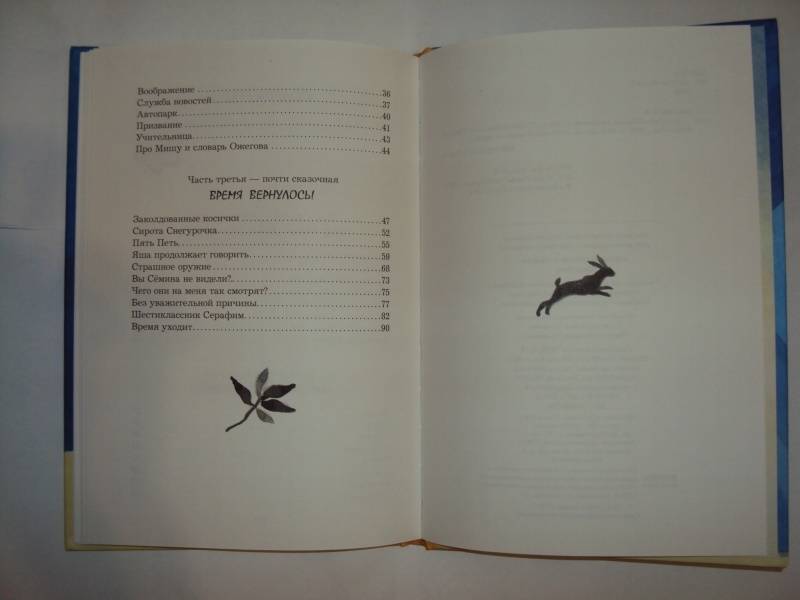 Воображение 36
Служба новостей 37
Автопарк 40
Призвание 41
Учительница 43
Про Мишу и словарь Ожегова 44
Часть третья — почти сказочная
ВРЕМЯ ВЕРНУЛОСЬ!
Заколдованные косички 47
Сирота Снегурочка 52
Пять Петь 55
Яша продолжает говорить 59
Страшное оружие 68
Вы Сёмина не видели? 73
Чего они на меня так смотрят? 75
Без уважительной причины 77
Шестиклассник Серафим 82
Время уходит 90